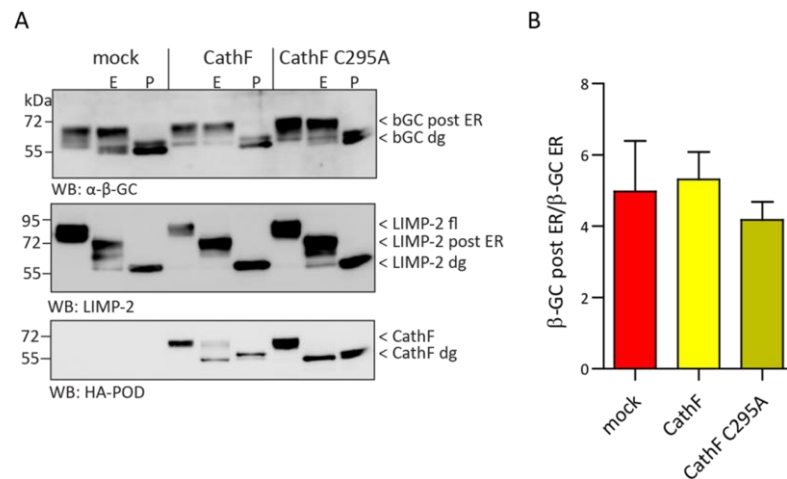 A
mock CathF CathF C295A
E P E P E P
kDa
72
55
< bGC post ER
< bGC dg
WB: α-β-GC
95
72
55
< LIMP-2 fl
< LIMP-2 post ER
< LIMP-2 dg
WB: LIMP-2
72
55
< CathF
< CathF dg
WB: HA-POD
B
β-GC post ER/β-GC ER
8
6
4
2
0
mock
CathF
CathF C295A